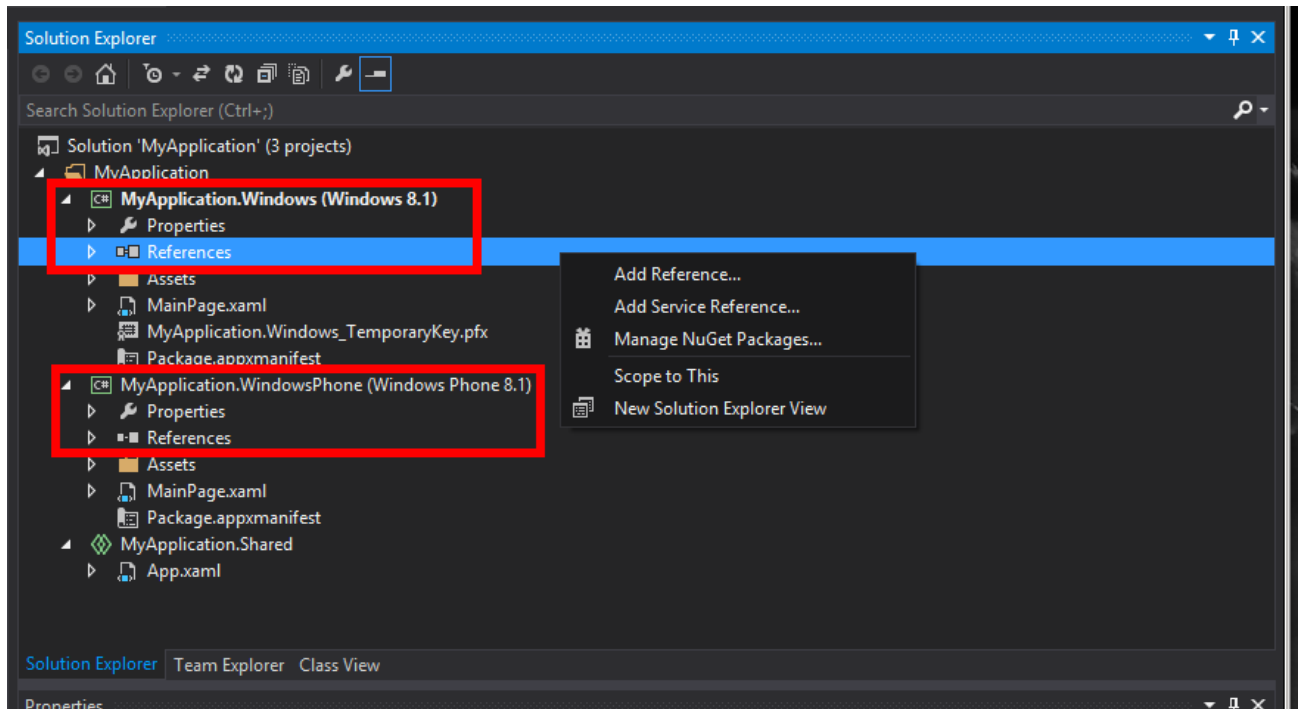 Solution Explorer
Search Solution Explorer (Ctrl+;)
Solution 'MyApplication' (3 projects)
MyApplication
C# MyApplication.Windows (Windows 8.1)
Properties
References
Assets
MainPage.xaml
MyApplication.Windows_TemporaryKey.pfx
Package.appxmanifest
C# MyApplication.WindowsPhone (Windows Phone 8.1)
Properties
References
Assets
MainPage.xaml
Package.appxmanifest
MyApplication.Shared
App.xaml
Add Reference...
Add Service Reference...
Manage NuGet Packages...
Scope to This
New Solution Explorer View
Solution Explorer Team Explorer Class View
Properties